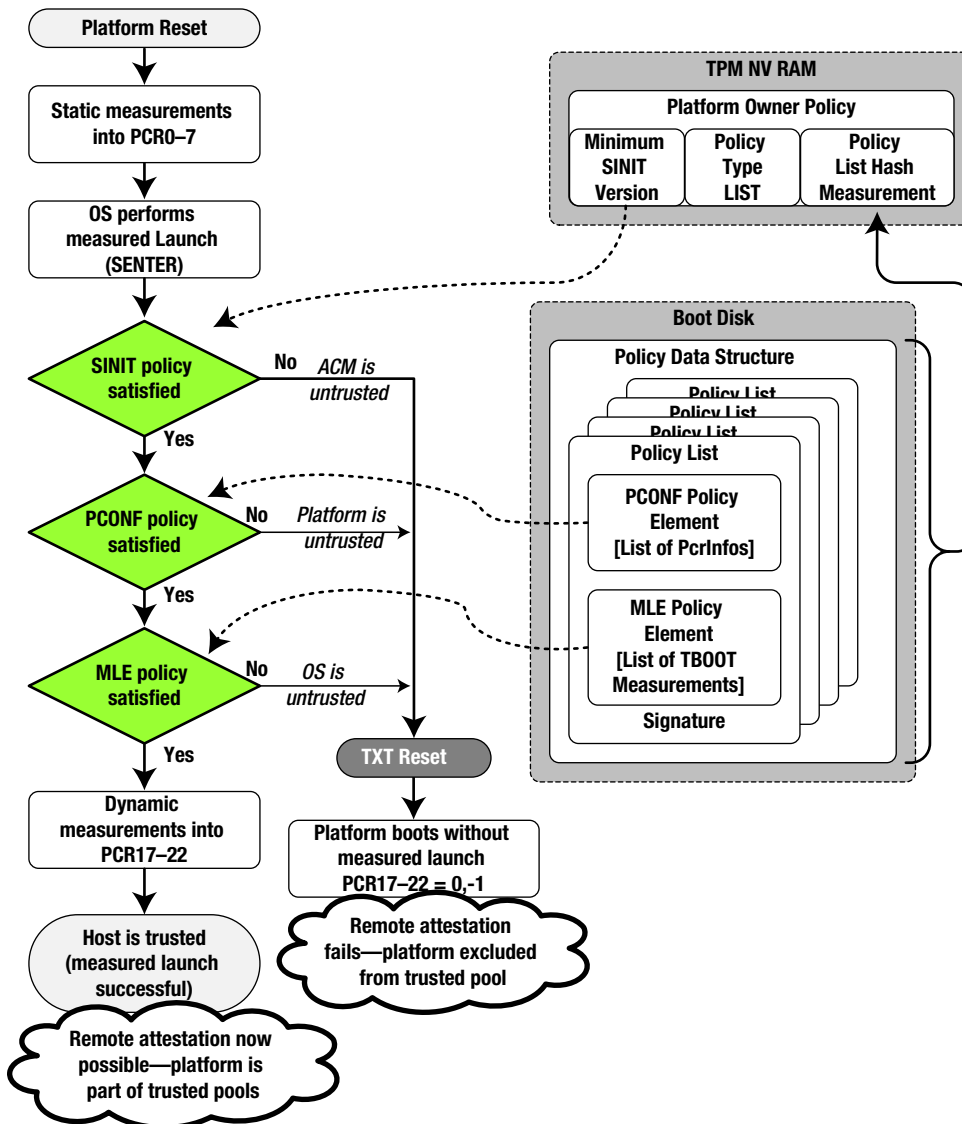 Platform Reset
Static measurements
into PCR0–7
OS performs
measured Launch
(SENTER)
SINIT policy
satisfied
No
ACM is
untrusted
Yes
PCONF policy
satisfied
No
Platform is
untrusted
Yes
MLE policy
satisfied
No
OS is
untrusted
Yes
Dynamic
measurements into
PCR17–22
Host is trusted
(measured launch
successful)
Remote attestation now
possible—platform is
part of trusted pools
TXT Reset
Platform boots without
measured launch
PCR17–22 = 0,-1
Remote attestation
fails—platform excluded
from trusted pool
TPM NV RAM
Platform Owner Policy
Minimum
SINIT
Version
Policy
Type
LIST
Policy
List Hash
Measurement
Boot Disk
Policy Data Structure
Policy List
Policy List
Policy List
Policy List
PCONF Policy
Element
[List of PcrInfos]
MLE Policy
Element
[List of TBOOT
Measurements]
Signature